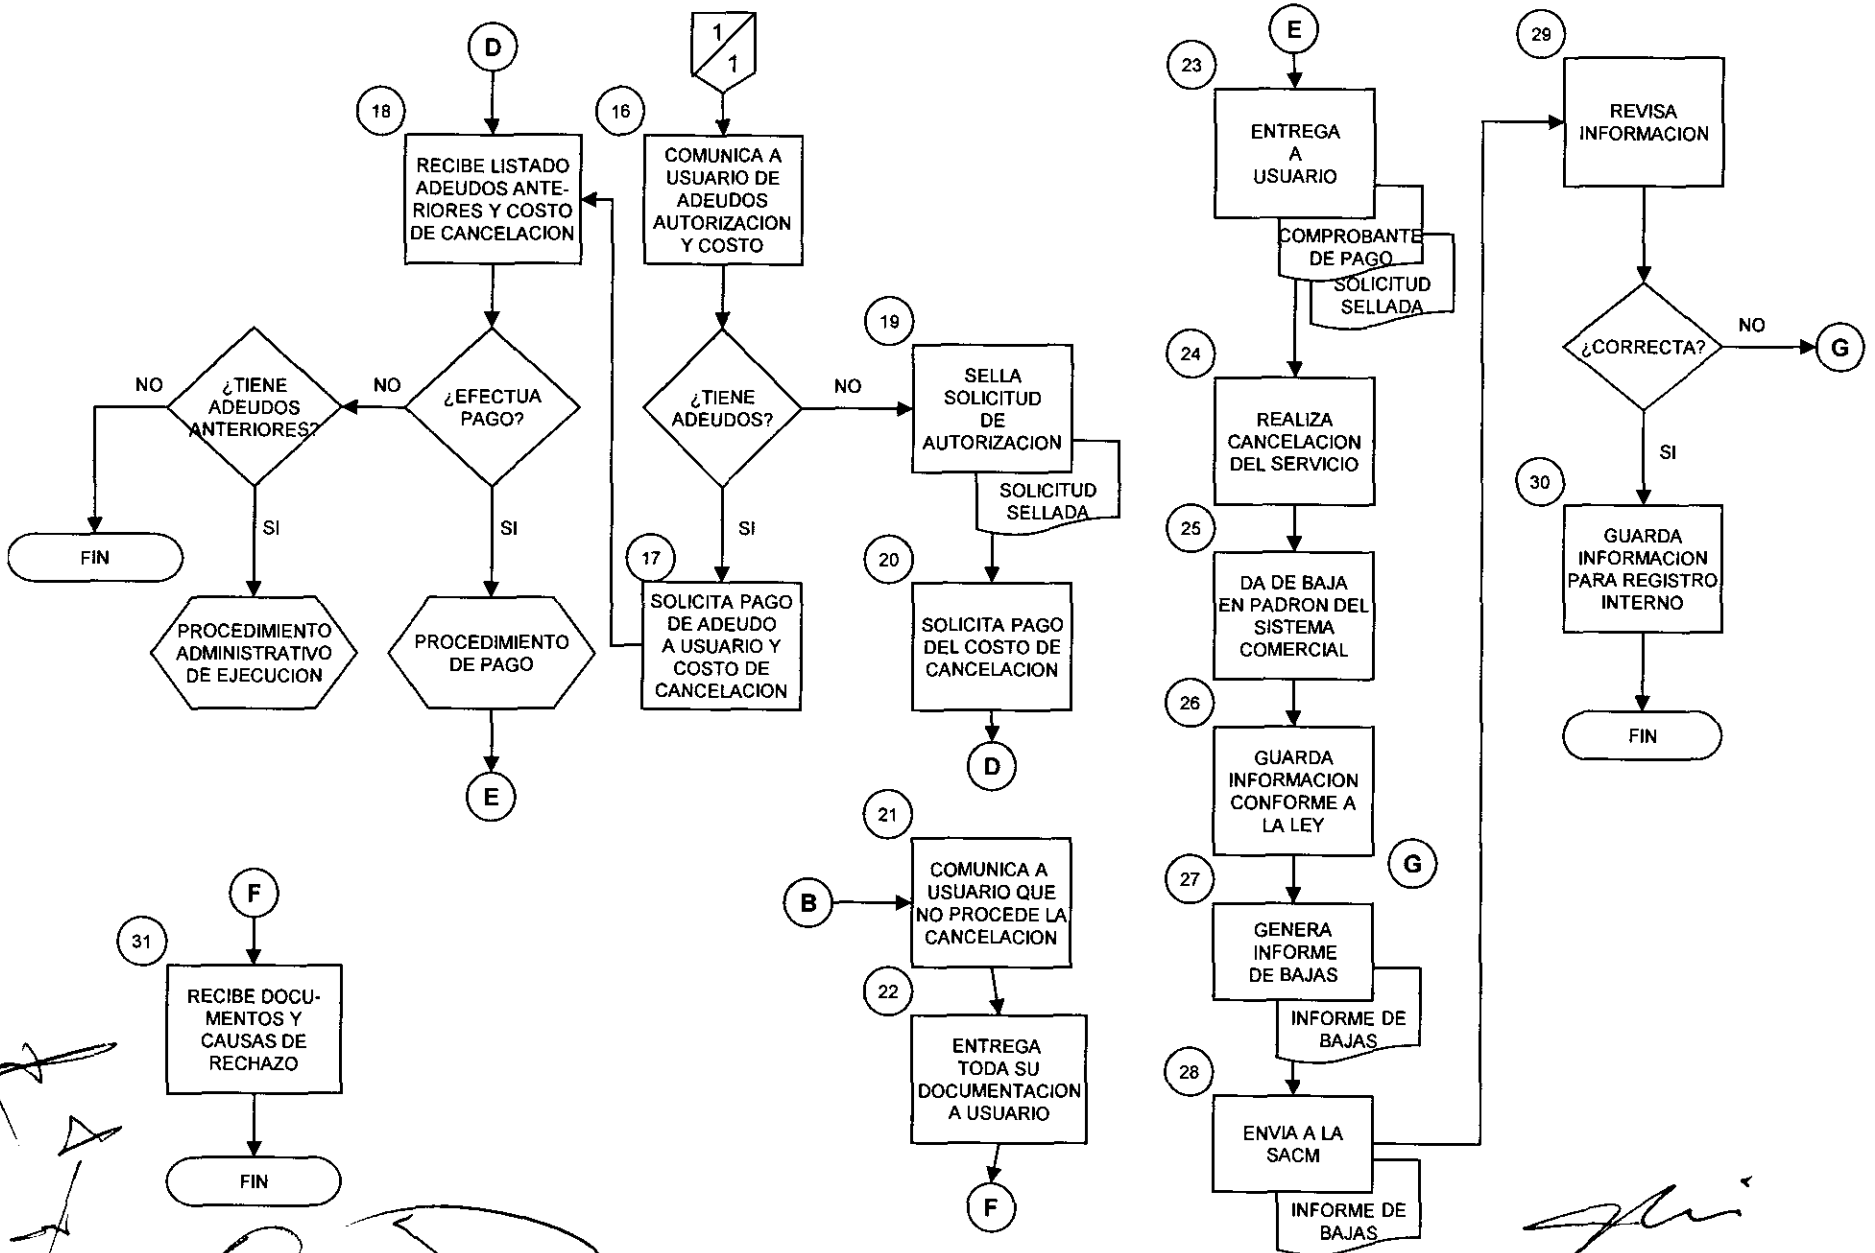 D
18
RECIBE LISTADO
ADEUDOS ANTE-
RIORES Y COSTO
DE CANCELACION
¿EFECTUA
PAGO?
NO
SI
¿TIENE
ADEUDOS
ANTERIORES?
NO
SI
FIN
PROCEDIMIENTO
ADMINISTRATIVO
DE EJECUCION
PROCEDIMIENTO
DE PAGO
E
1
1
16
COMUNICA A
USUARIO DE
ADEUDOS
AUTORIZACION
Y COSTO
¿TIENE
ADEUDOS?
NO
SI
17
SOLICITA PAGO
DE ADEUDO
A USUARIO Y
COSTO DE
CANCELACION
19
SELLA
SOLICITUD
DE
AUTORIZACION
SOLICITUD
SELLADA
20
SOLICITA PAGO
DEL COSTO DE
CANCELACION
D
B
21
COMUNICA A
USUARIO QUE
NO PROCEDE LA
CANCELACION
22
ENTREGA
TODA SU
DOCUMENTACION
A USUARIO
F
F
31
RECIBE DOCU-
MENTOS Y
CAUSAS DE
RECHAZO
FIN
E
23
ENTREGA
A
USUARIO
COMPROBANTE
DE PAGO
SOLICITUD
SELLADA
24
REALIZA
CANCELACION
DEL SERVICIO
25
DA DE BAJA
EN PADRON DEL
SISTEMA
COMERCIAL
26
GUARDA
INFORMACION
CONFORME A
LA LEY
G
27
GENERA
INFORME
DE BAJAS
INFORME DE
BAJAS
28
ENVIA A LA
SACM
INFORME DE
BAJAS
29
REVISA
INFORMACION
¿CORRECTA?
NO
G
SI
30
GUARDA
INFORMACION
PARA REGISTRO
INTERNO
FIN